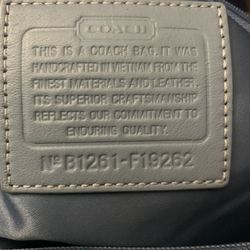 COACH
THIS IS A COACH BAG. IT WAS
HANDCRAFTED IN VIETNAM FROM THE
FINEST MATERIALS AND LEATHER.
ITS SUPERIOR CRAFTSMANSHIP
REFLECTS OUR COMMITMENT TO
ENDURING QUALITY.
Nº B1261-F19262